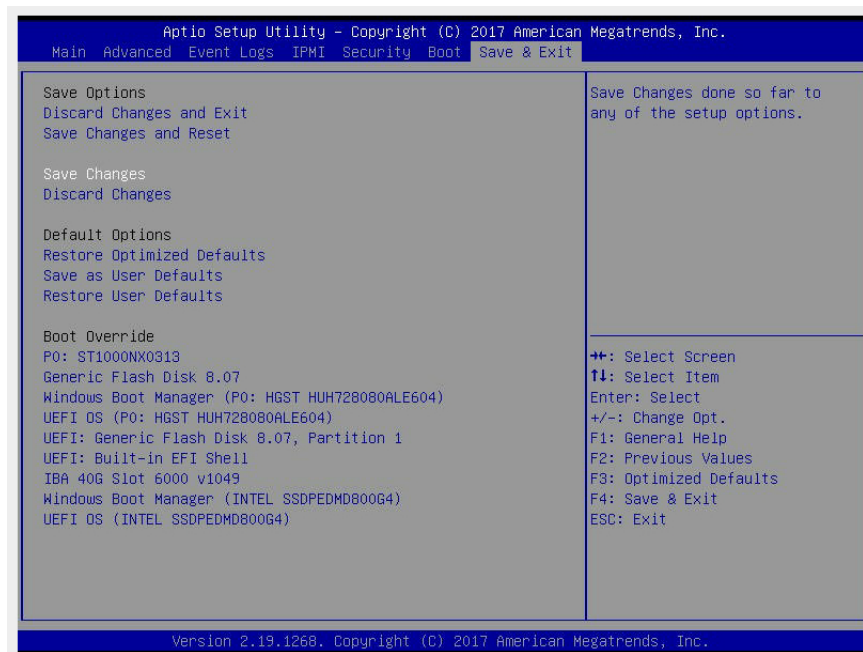 Aptio Setup Utility – Copyright (C) 2017 American Megatrends, Inc.
Main Advanced Event Logs IPMI Security Boot Save & Exit
Save Options
Discard Changes and Exit
Save Changes and Reset
Save Changes
Discard Changes
Default Options
Restore Optimized Defaults
Save as User Defaults
Restore User Defaults
Boot Override
P0: ST1000NX0313
Generic Flash Disk 8.07
Windows Boot Manager (P0: HGST HUH728080ALE604)
UEFI OS (P0: HGST HUH728080ALE604)
UEFI: Generic Flash Disk 8.07, Partition 1
UEFI: Built-in EFI Shell
IBA 40G Slot 6000 v1049
Windows Boot Manager (INTEL SSDPEDMD800G4)
UEFI OS (INTEL SSDPEDMD800G4)
Save Changes done so far to
any of the setup options.
→←: Select Screen
↑↓: Select Item
Enter: Select
+/-: Change Opt.
F1: General Help
F2: Previous Values
F3: Optimized Defaults
F4: Save & Exit
ESC: Exit
Version 2.19.1268. Copyright (C) 2017 American Megatrends, Inc.